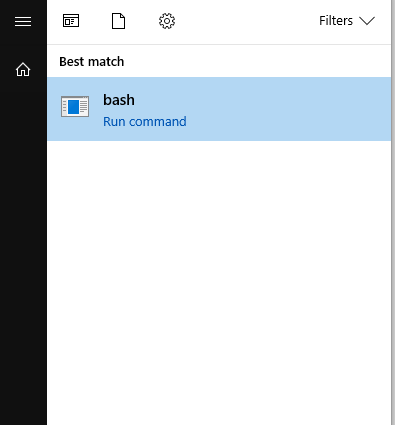 Filters
Best match
bash
Run command